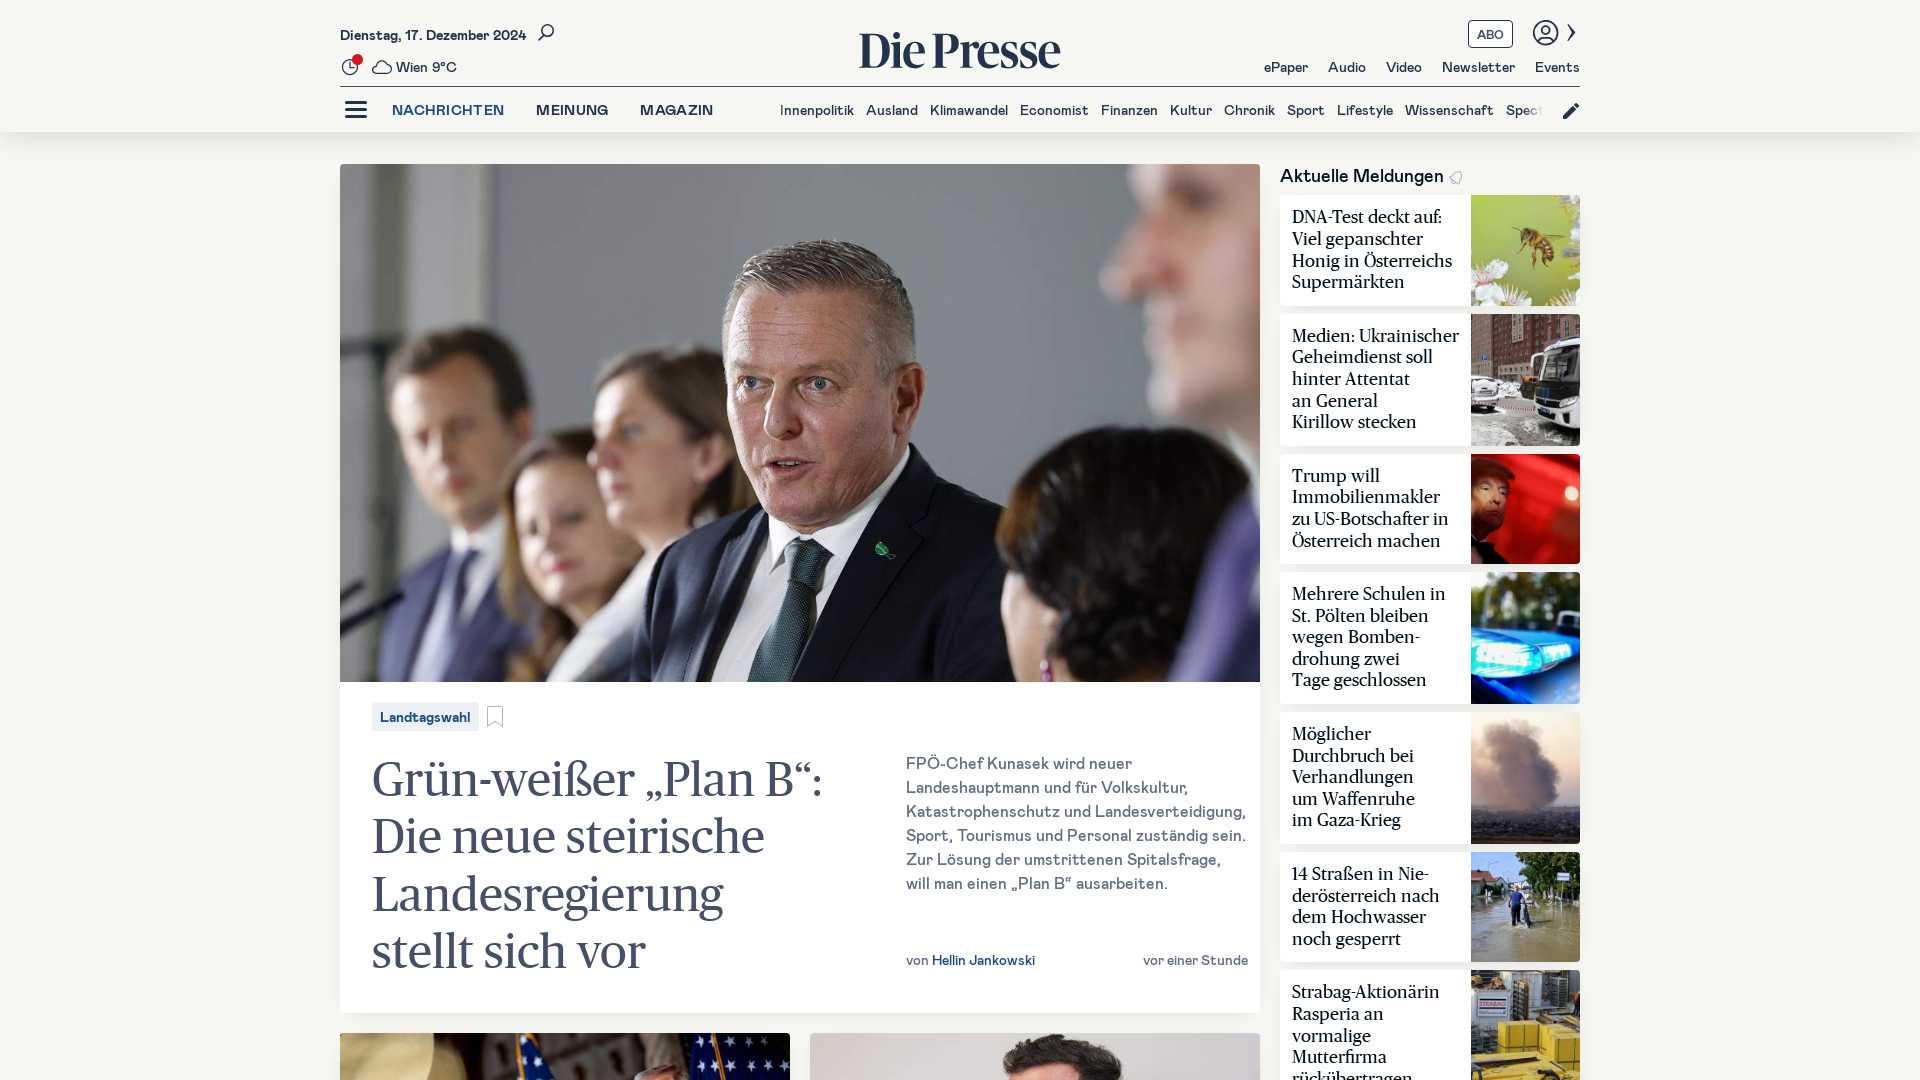 Dienstag, 17. Dezember 2024
Wien 9°C
Die Presse
ABO
ePaper Audio Video Newsletter Events
NACHRICHTEN MEINUNG MAGAZIN
Innenpolitik Ausland Klimawandel Economist Finanzen Kultur Chronik Sport Lifestyle Wissenschaft Spect
Landtagswahl
Grün-weißer „Plan B“:
Die neue steirische
Landesregierung
stellt sich vor
FPÖ-Chef Kunasek wird neuer
Landeshauptmann und für Volkskultur,
Katastrophenschutz und Landesverteidigung,
Sport, Tourismus und Personal zuständig sein.
Zur Lösung der umstrittenen Spitalsfrage,
will man einen „Plan B“ ausarbeiten.
von Hellin Jankowski
vor einer Stunde
Aktuelle Meldungen
DNA-Test deckt auf:
Viel gepanschter
Honig in Österreichs
Supermärkten
Medien: Ukrainischer
Geheimdienst soll
hinter Attentat
an General
Kirillow stecken
Trump will
Immobilienmakler
zu US-Botschafter in
Österreich machen
Mehrere Schulen in
St. Pölten bleiben
wegen Bomben-
drohung zwei
Tage geschlossen
Möglicher
Durchbruch bei
Verhandlungen
um Waffenruhe
im Gaza-Krieg
14 Straßen in Nie-
derösterreich nach
dem Hochwasser
noch gesperrt
Strabag-Aktionärin
Rasperia an
vormalige
Mutterfirma
rückübertragen
STRABAG